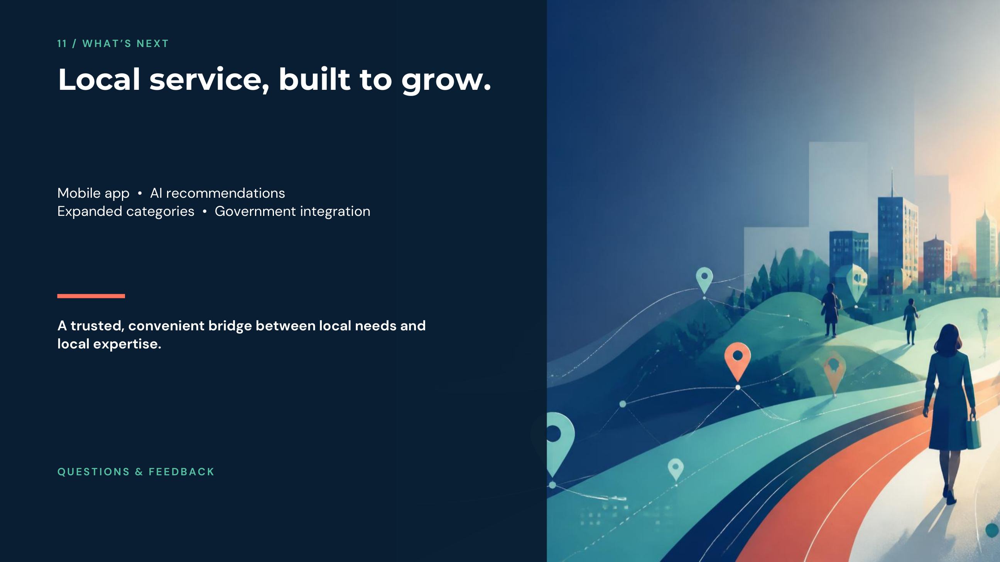 11 / WHAT’S NEXT
Local service, built to grow.
Mobile app • AI recommendations
Expanded categories • Government integration
A trusted, convenient bridge between local needs and
local expertise.
QUESTIONS & FEEDBACK